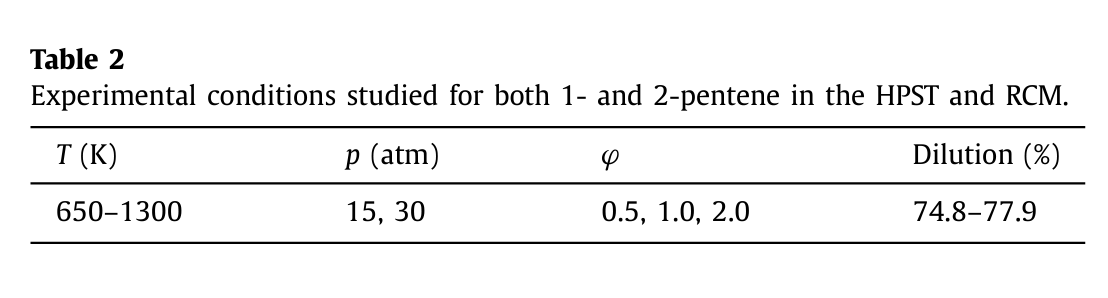 Table 2
Experimental conditions studied for both 1- and 2-pentene in the HPST and RCM.
T (K) p (atm) φ Dilution (%)
650–1300 15, 30 0.5, 1.0, 2.0 74.8–77.9